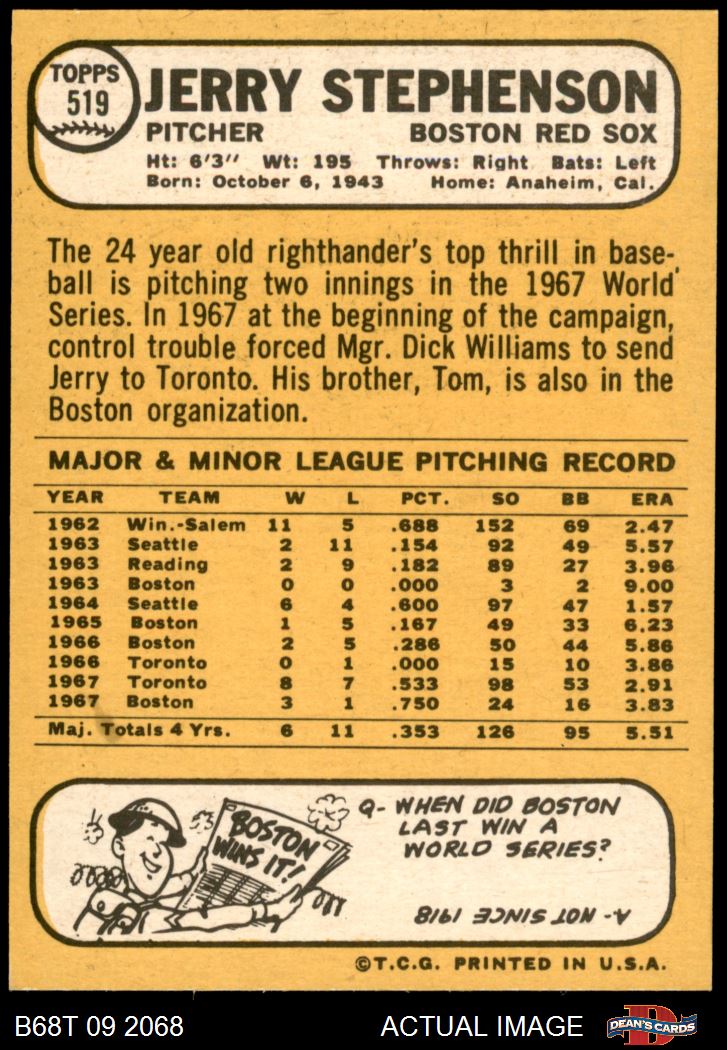 TOPPS
519
JERRY STEPHENSON
PITCHER BOSTON RED SOX
Ht: 6'3" Wt: 195 Throws: Right Bats: Left
Born: October 6, 1943 Home: Anaheim, Cal.
The 24 year old righthander's top thrill in base-
ball is pitching two innings in the 1967 World
Series. In 1967 at the beginning of the campaign,
control trouble forced Mgr. Dick Williams to send
Jerry to Toronto. His brother, Tom, is also in the
Boston organization.
MAJOR & MINOR LEAGUE PITCHING RECORD
YEAR TEAM W L PCT. SO BB ERA
1962 Win.-Salem 11 5 .688 152 69 2.47
1963 Seattle 2 11 .154 92 49 5.57
1963 Reading 2 9 .182 89 27 3.96
1963 Boston 0 0 .000 3 2 9.00
1964 Seattle 6 4 .600 97 47 1.57
1965 Boston 1 5 .167 49 33 6.23
1966 Boston 2 5 .286 50 44 5.86
1966 Toronto 0 1 .000 15 10 3.86
1967 Toronto 8 7 .533 98 53 2.91
1967 Boston 3 1 .750 24 16 3.83
Maj. Totals 4 Yrs. 6 11 .353 126 95 5.51
BOSTON
WINS IT!
Q- WHEN DID BOSTON
LAST WIN A
WORLD SERIES?
A- NOT SINCE 1918
©T.C.G. PRINTED IN U.S.A.
B68T 09 2068 ACTUAL IMAGE DEAN'S CARDS